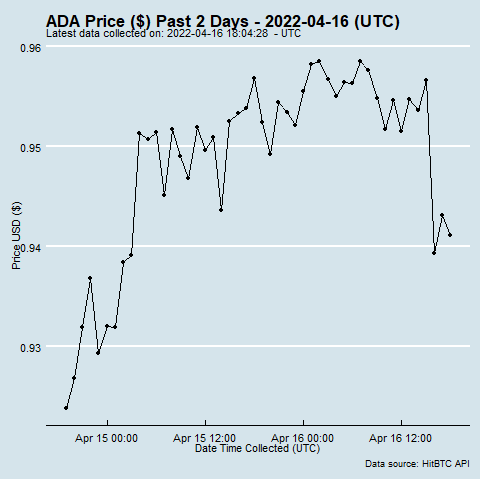 ADA Price ($) Past 2 Days - 2022-04-16 (UTC)
Latest data collected on: 2022-04-16 18:04:28  - UTC
0.96
0.95
0.94
0.93
Price USD ($)
Apr 15 00:00
Apr 15 12:00
Apr 16 00:00
Apr 16 12:00
Date Time Collected (UTC)
Data source: HitBTC API